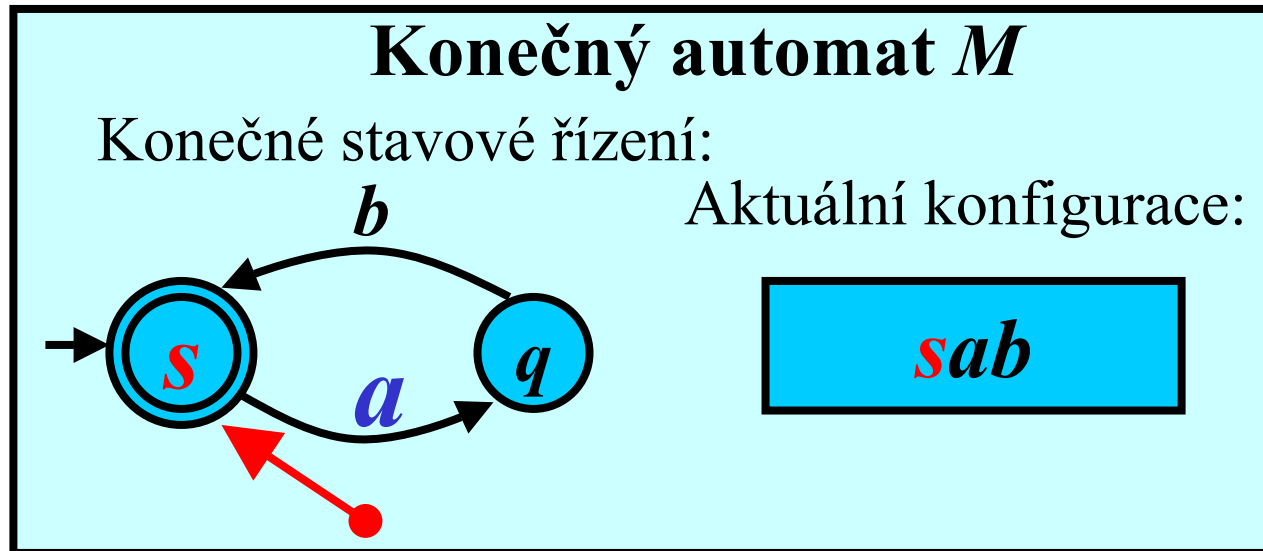 Konečný automat M
Konečné stavové řízení:
Aktuální konfigurace:
b
s
a
q
sab